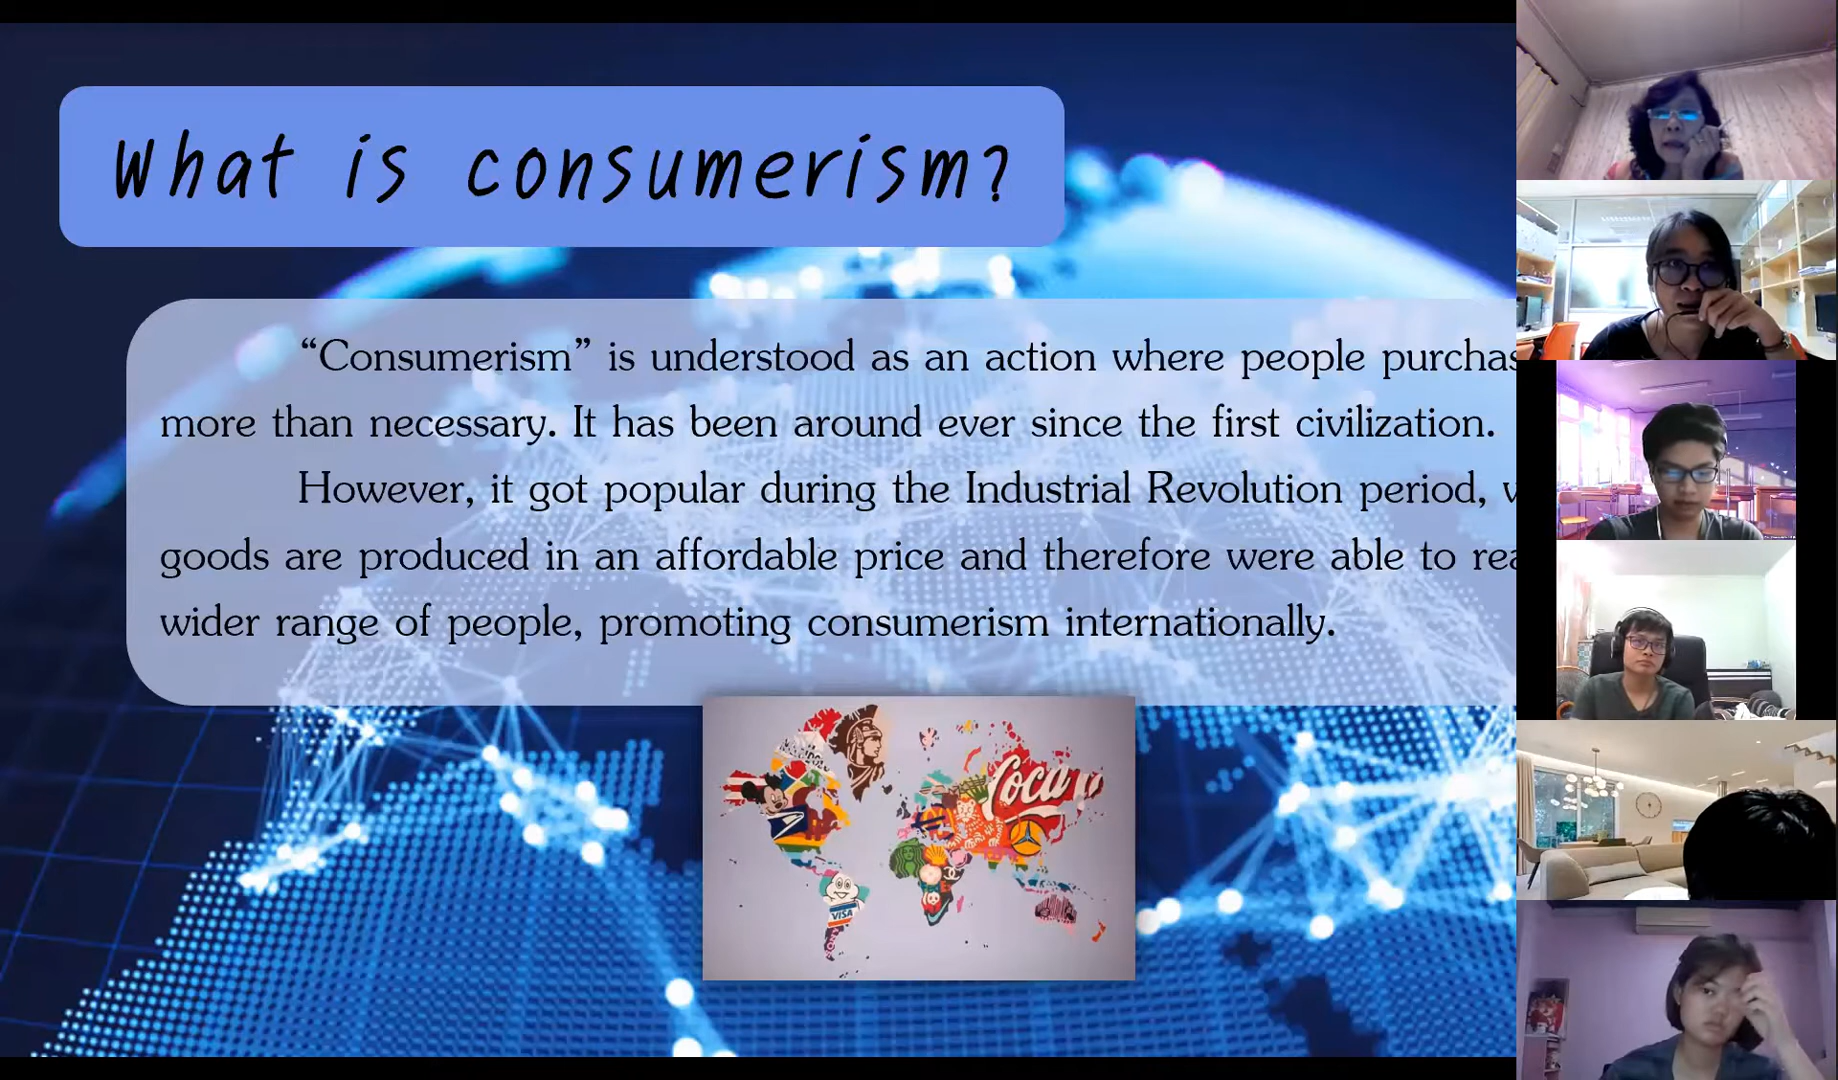 What is consumerism?
“Consumerism” is understood as an action where people purchas
more than necessary. It has been around ever since the first civilization.
However, it got popular during the Industrial Revolution period,
goods are produced in an affordable price and therefore were able to rea
wider range of people, promoting consumerism internationally.
Coca
VISA